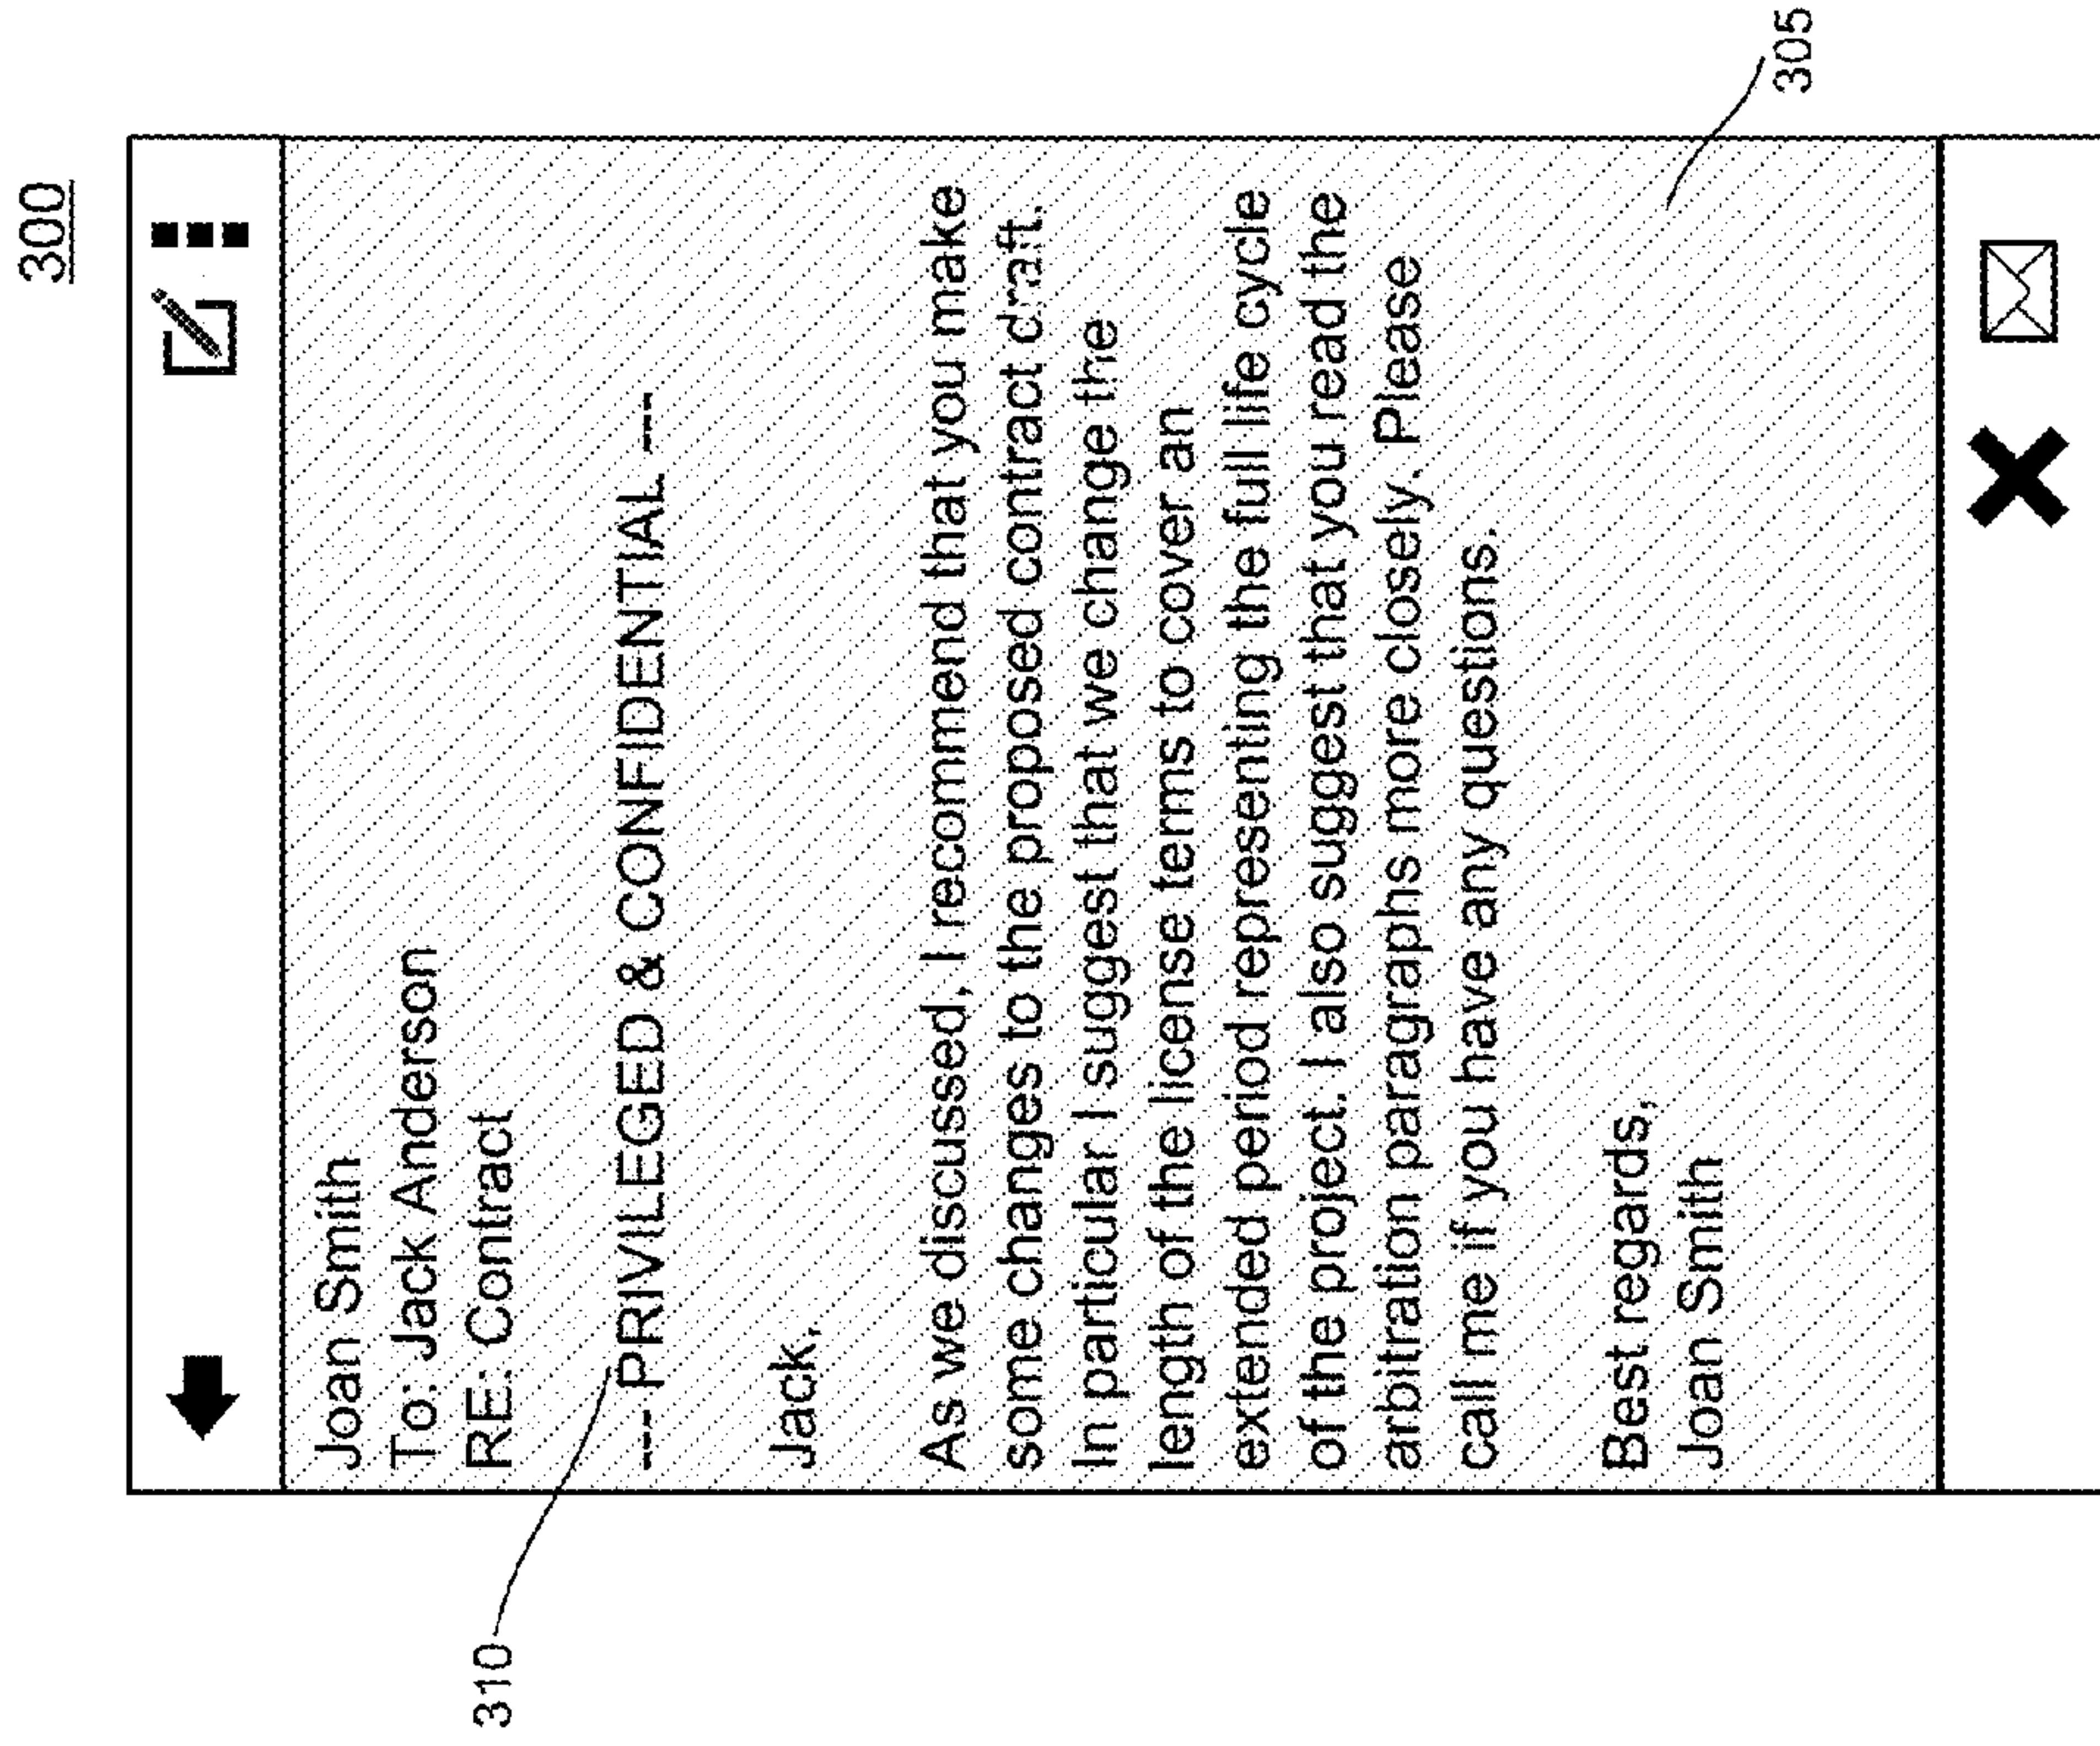 300
Joan Smith
To: Jack Anderson
RE: Contract
310
---- PRIVILEGED & CONFIDENTIAL ---
Jack,
As we discussed, I recommend that you make
some changes to the proposed contract draft.
In particular I suggest that we change the
length of the license terms to cover an
extended period representing the full life cycle
of the project. I also suggest that you read the
arbitration paragraphs more closely. Please
call me if you have any questions.
Best regards,
Joan Smith
305